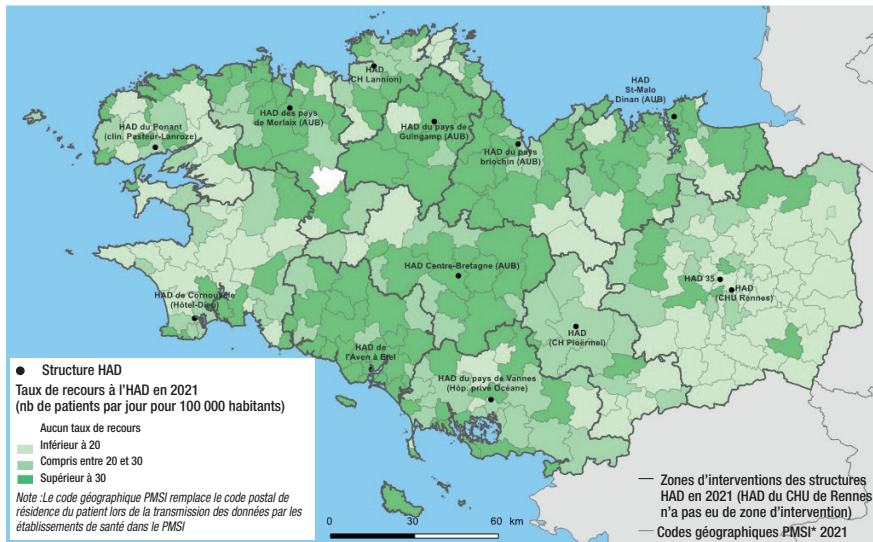 HAD
(CH Lannion)
HAD
St-Malo
Dinan (AUB)
HAD des pays
de Morlaix (AUB)
HAD du pays de
Guingamp (AUB)
HAD du Ponant
(clin. Pasteur-Lanroze)
HAD du pays
briochin (AUB)
HAD Centre-Bretagne (AUB)
HAD 35
HAD
(CHU Rennes)
HAD de Cornouaille
(Hôtel-Dieu)
HAD
(CH Ploërmel)
HAD de
l'Aven à Etel
HAD du pays de Vannes
(Hôp. privé Océane)
Structure HAD
Taux de recours à l'HAD en 2021
(nb de patients par jour pour 100 000 habitants)
Aucun taux de recours
Inférieur à 20
Compris entre 20 et 30
Supérieur à 30
Note :Le code géographique PMSI remplace le code postal de
résidence du patient lors de la transmission des données par les
établissements de santé dans le PMSI
0 30 60 km
Zones d'interventions des structures
HAD en 2021 (HAD du CHU de Rennes
n'a pas eu de zone d'intervention)
Codes géographiques PMSI* 2021